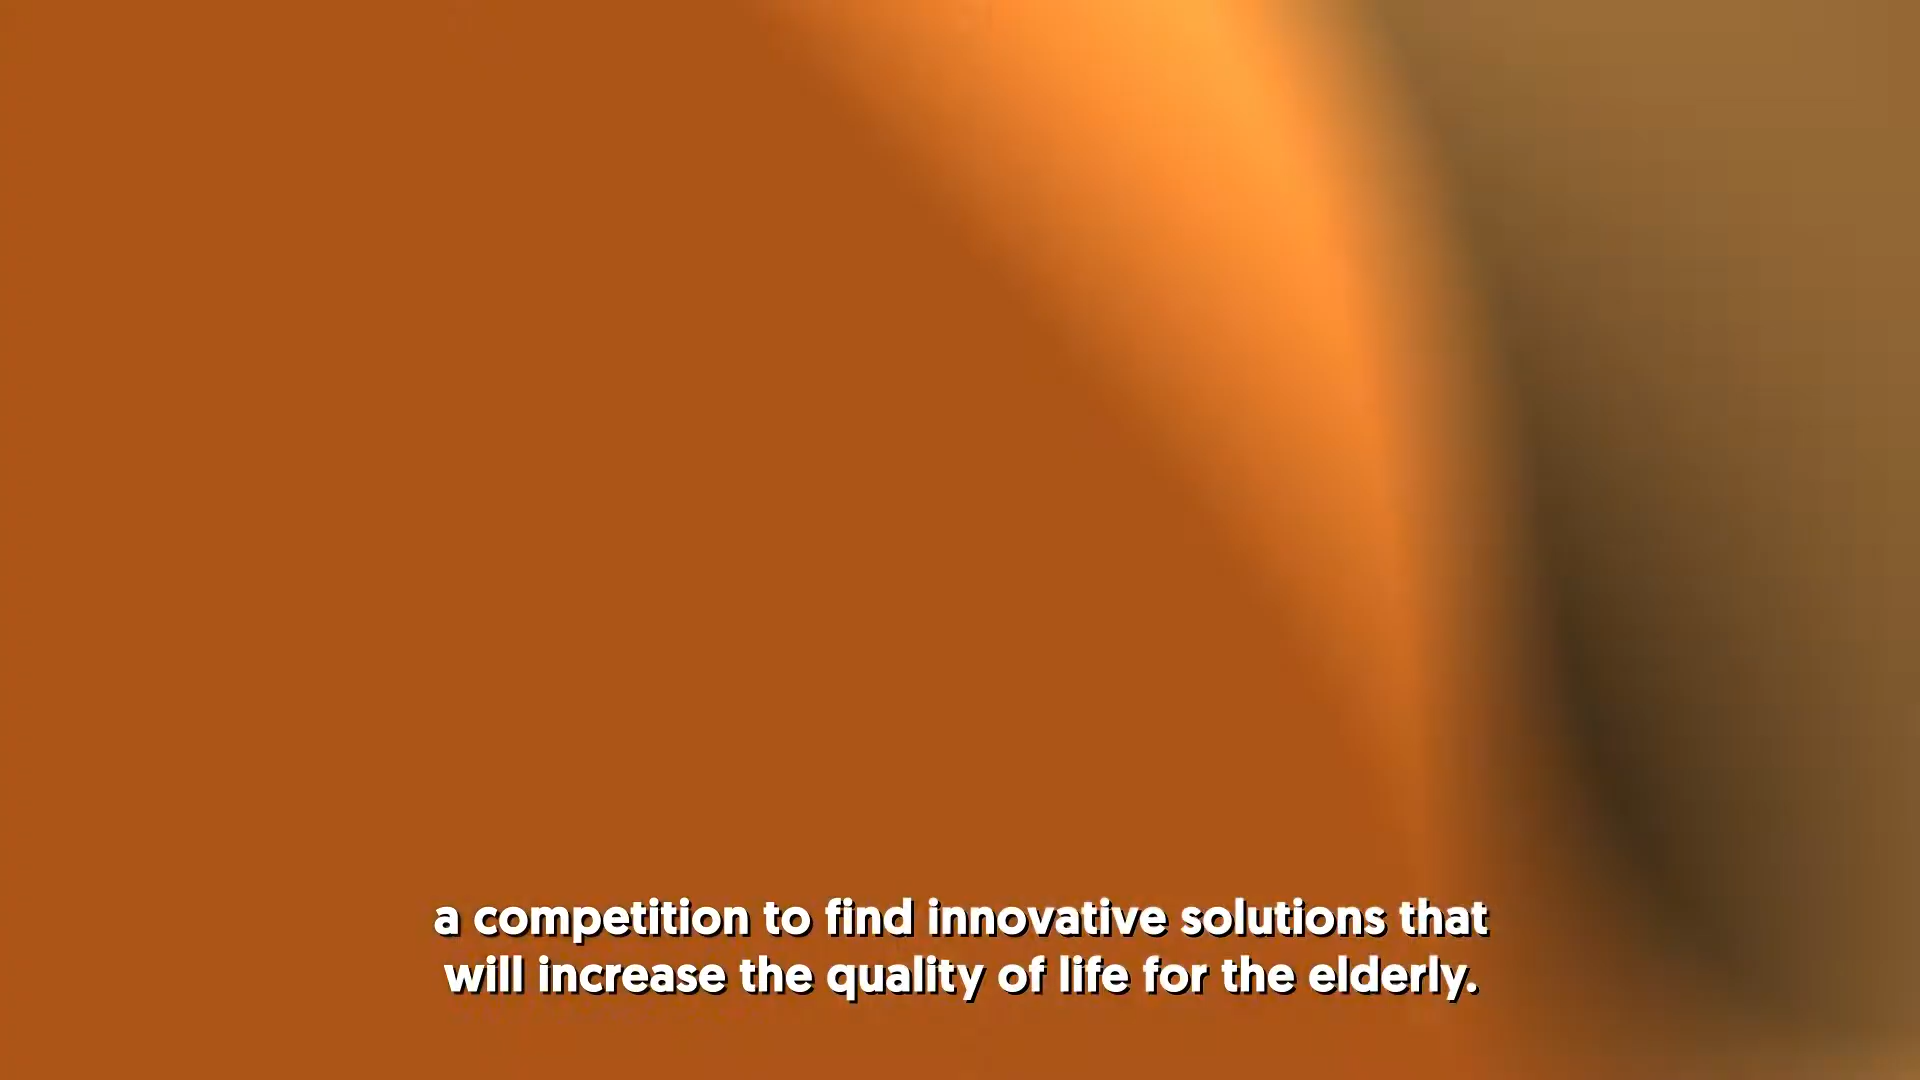 a competition to find innovative solutions that
will increase the quality of life for the elderly.